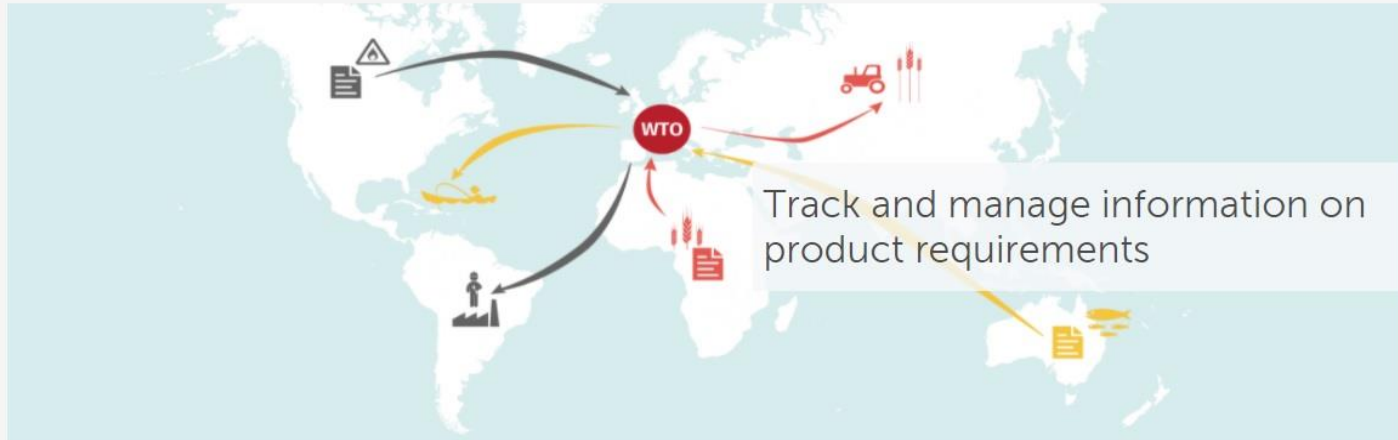 WTO
Track and manage information on
product requirements